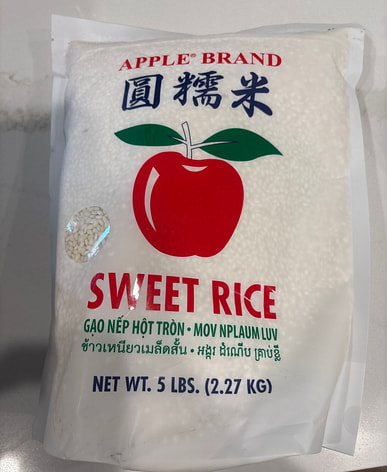 APPLE® BRAND
圓糯米
SWEET RICE
GẠO NẾP HỘT TRÒN • MOV NPLAUM LUV
ข้าวเหนียวเมล็ดสั้น • អង្ករ ដំណើប គ្រាប់ខ្លី
NET WT. 5 LBS. (2.27 KG)